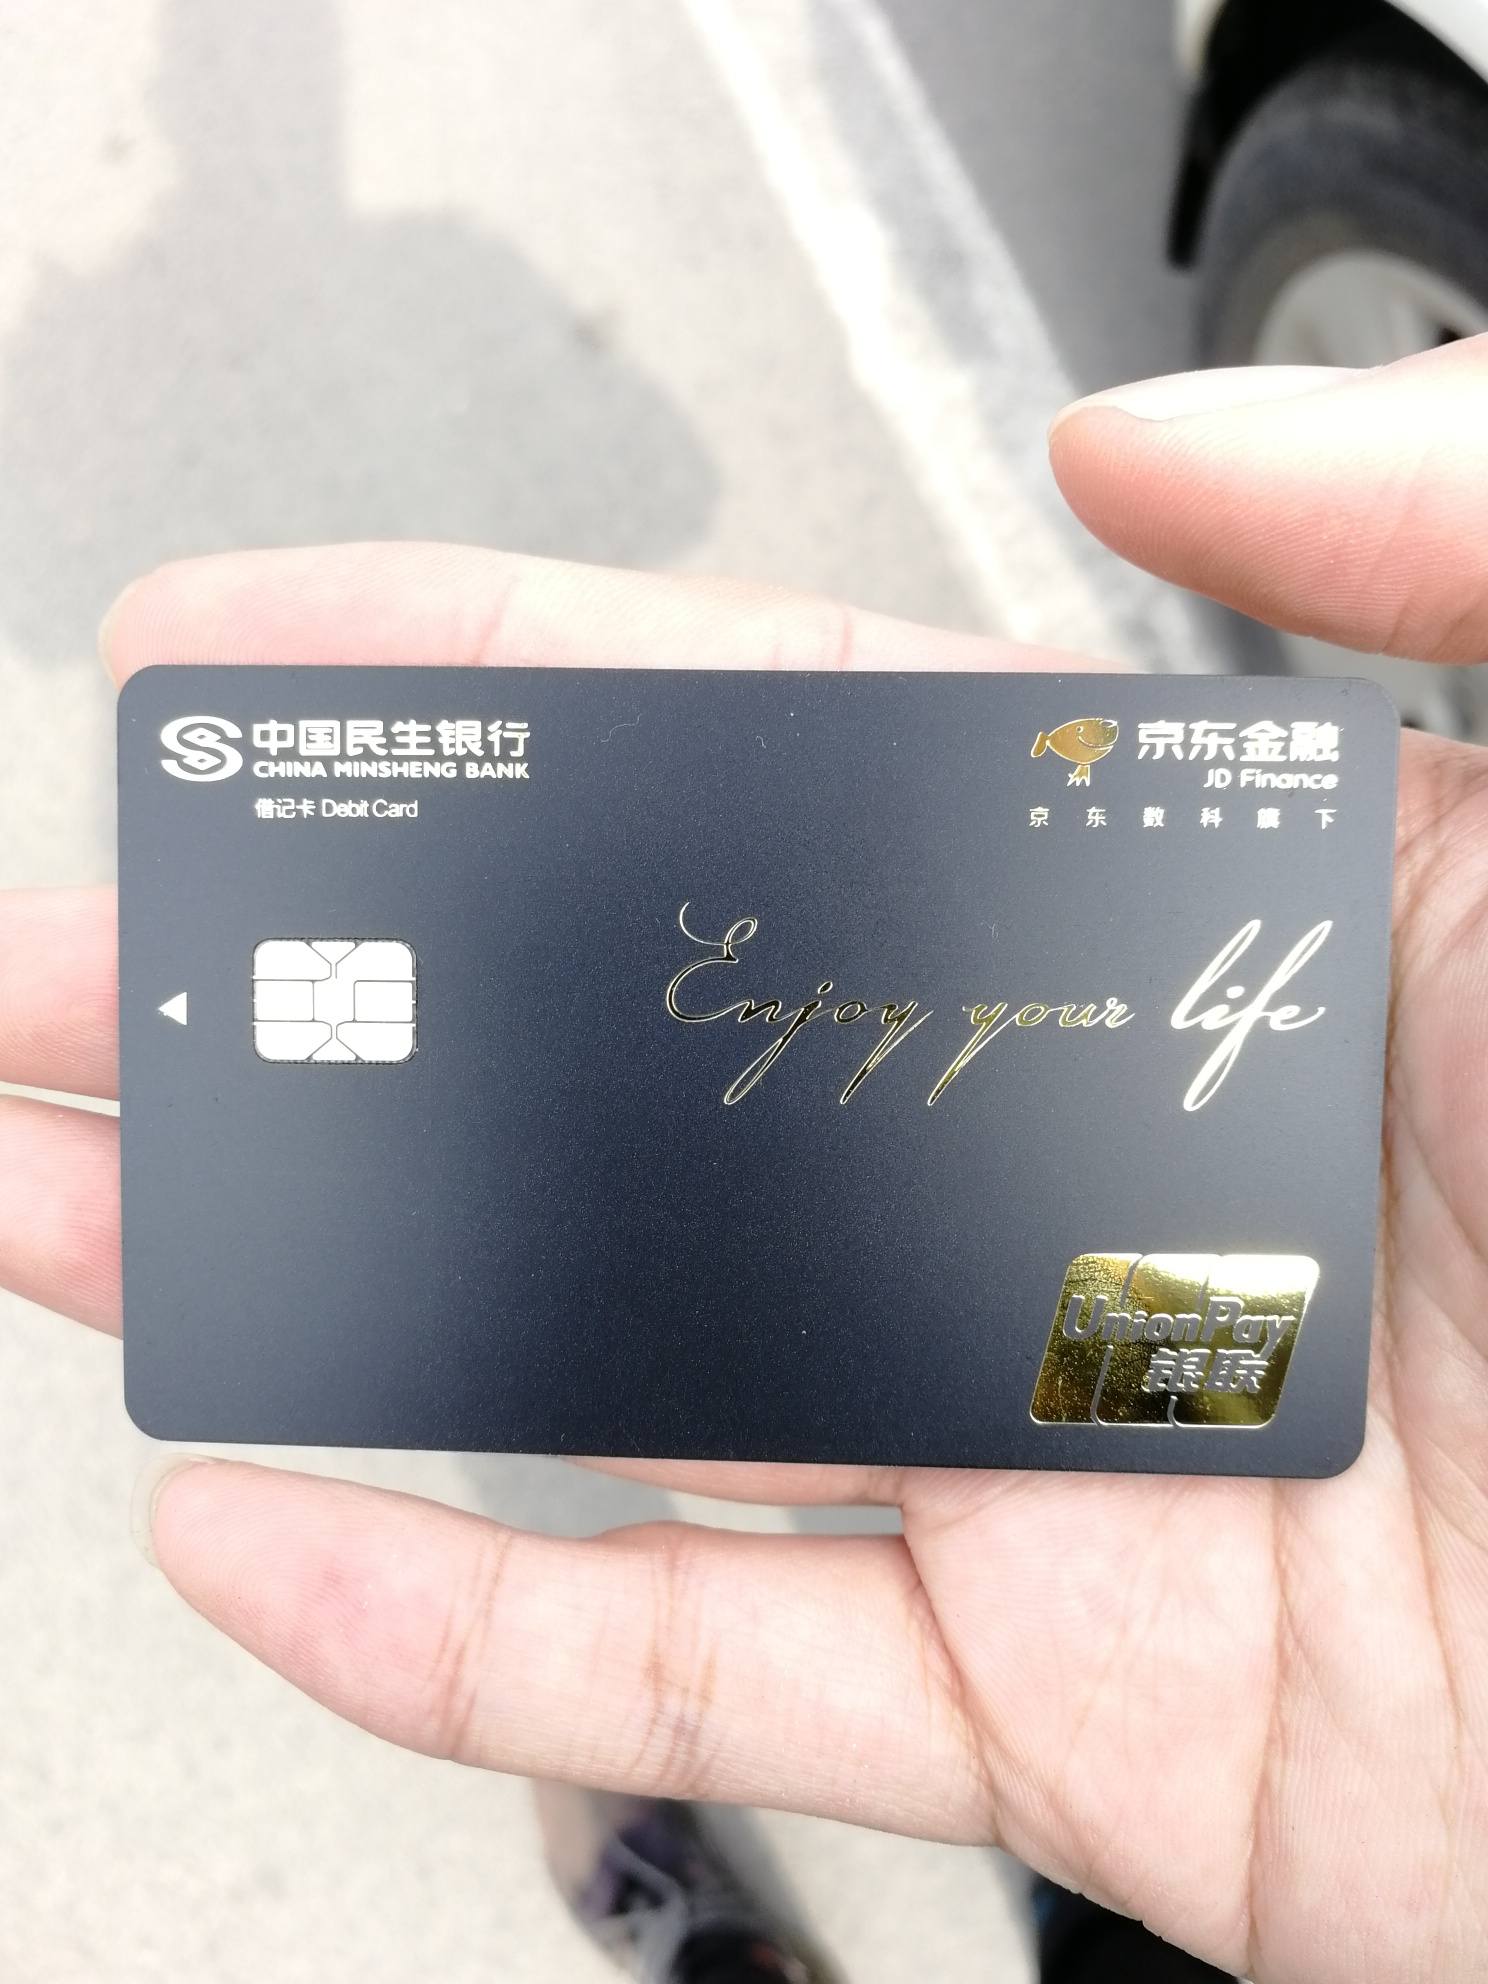 中国民生银行
CHINA MINSHENG BANK
借记卡 Debit Card
京东金融
JD Finance
京东数科旗下
Enjoy your life
UnionPay
银联